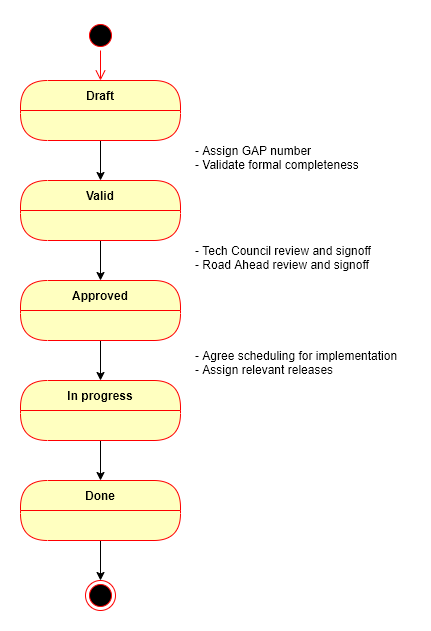 Draft
- Assign GAP number
- Validate formal completeness
Valid
- Tech Council review and signoff
- Road Ahead review and signoff
Approved
- Agree scheduling for implementation
- Assign relevant releases
In progress
Done